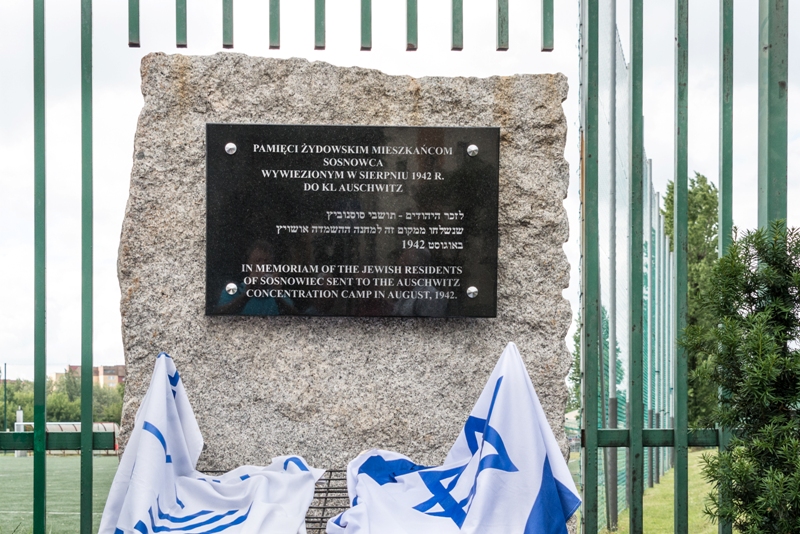 PAMIĘCI ŻYDOWSKIM MIESZKAŃCOM
SOSNOWCA
WYWIEZIONYM W SIERPNIU 1942 R.
DO KL AUSCHWITZ
לזכר היהודים - תושבי סוסנוביץ
שנשלחו ממקום זה למחנה ההשמדה אושויץ
באוגוסט 1942
IN MEMORIAM OF THE JEWISH RESIDENTS
OF SOSNOWIEC SENT TO THE AUSCHWITZ
CONCENTRATION CAMP IN AUGUST, 1942.